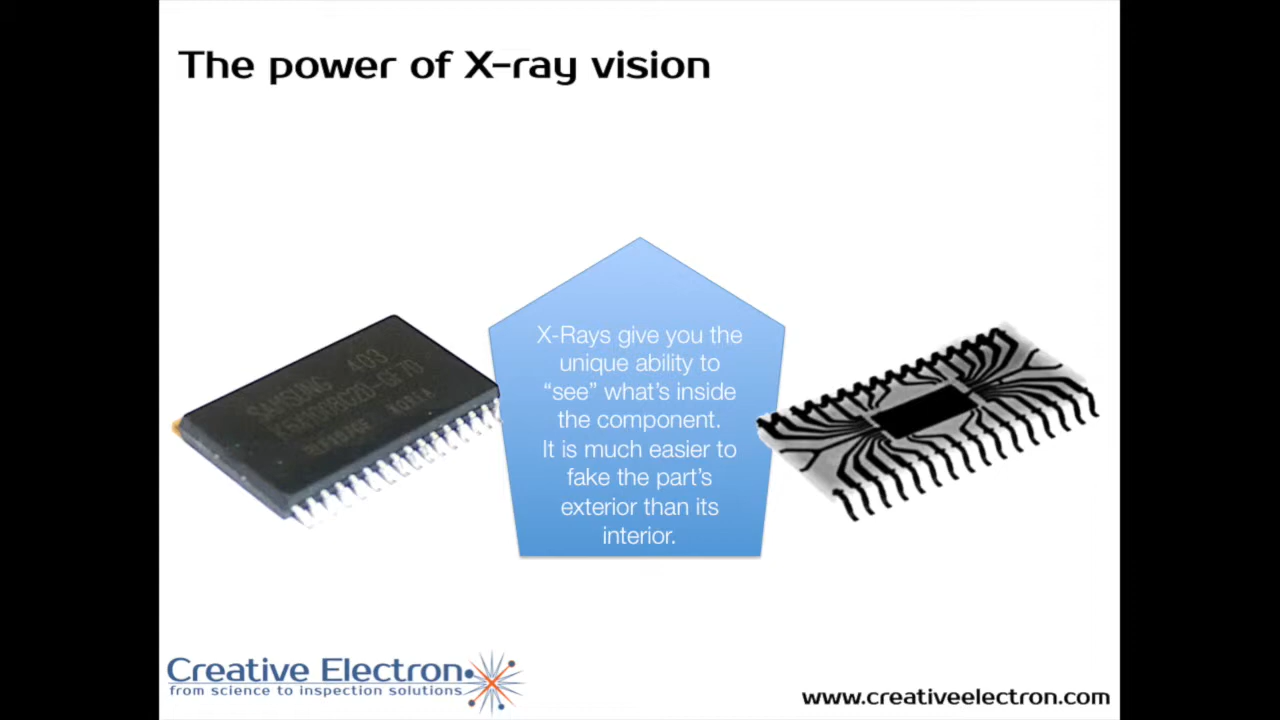 The power of X-ray vision
SAMSUNG 403
X-Rays give you the
unique ability to
“see” what’s inside
the component.
It is much easier to
fake the part’s
exterior than its
interior.
Creative Electron
from science to inspection solutions
www.creativeelectron.com